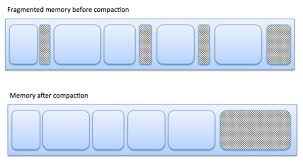 Fragmented memory before compaction
Memory after compaction